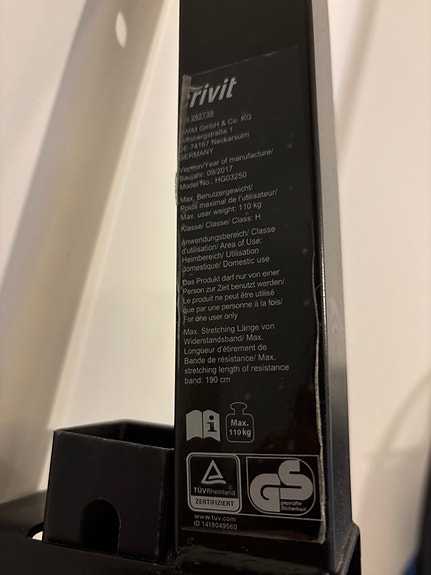 rivit
292739
GmbH & Co. KG
1
DE-74167 Neckarsulm
GERMANY
Version/Year of manufacture/
Baujahr: 09/2017
Model No.: HG03250
Max. Benutzergewicht/
Poids maximal de l'utilisateur/
Max. user weight: 110 kg
Klasse/ Classe/ Class: H
Anwendungsbereich/ Classe
d'utilisation/ Area of Use:
Heimbereich/ Utilisation
domestique/ Domestic use
Das Produkt darf nur von einer
Person zur Zeit benutzt werden/
Le produit ne peut être utilisé
que par une personne à la fois/
For one user only
Max. Stretching Länge von
Widerstandsband/ Max.
Longueur d'étirement de
Bande de résistance/ Max.
stretching length of resistance
band: 190 cm
Max.
110 kg
TÜVRheinland
ZERTIFIZIERT
GS
geprüfte
Sicherheit
www.tuv.com
ID 1419049560